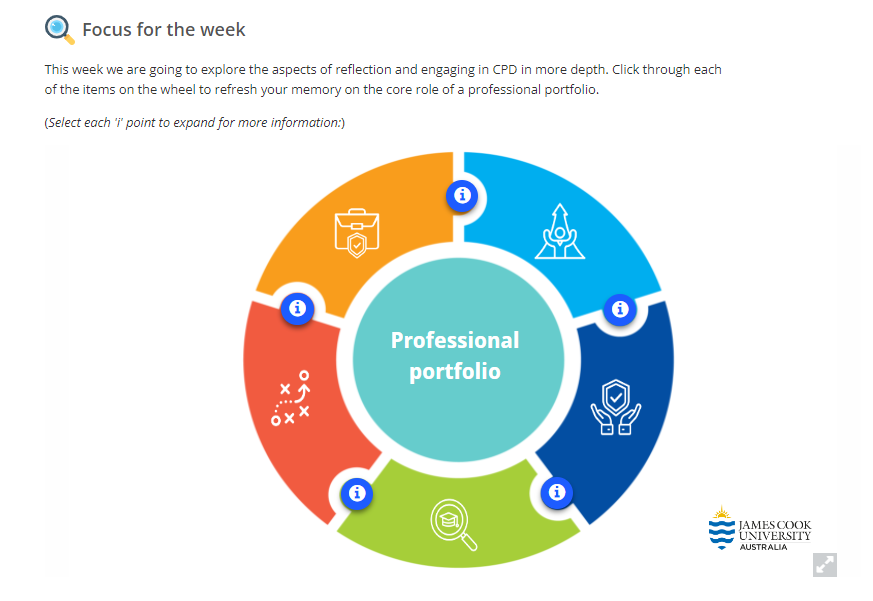 Focus for the week
This week we are going to explore the aspects of reflection and engaging in CPD in more depth. Click through each
of the items on the wheel to refresh your memory on the core role of a professional portfolio.
(Select each 'i' point to expand for more information:)
i
i
i
Professional
portfolio
i
i
JAMES COOK
UNIVERSITY
AUSTRALIA